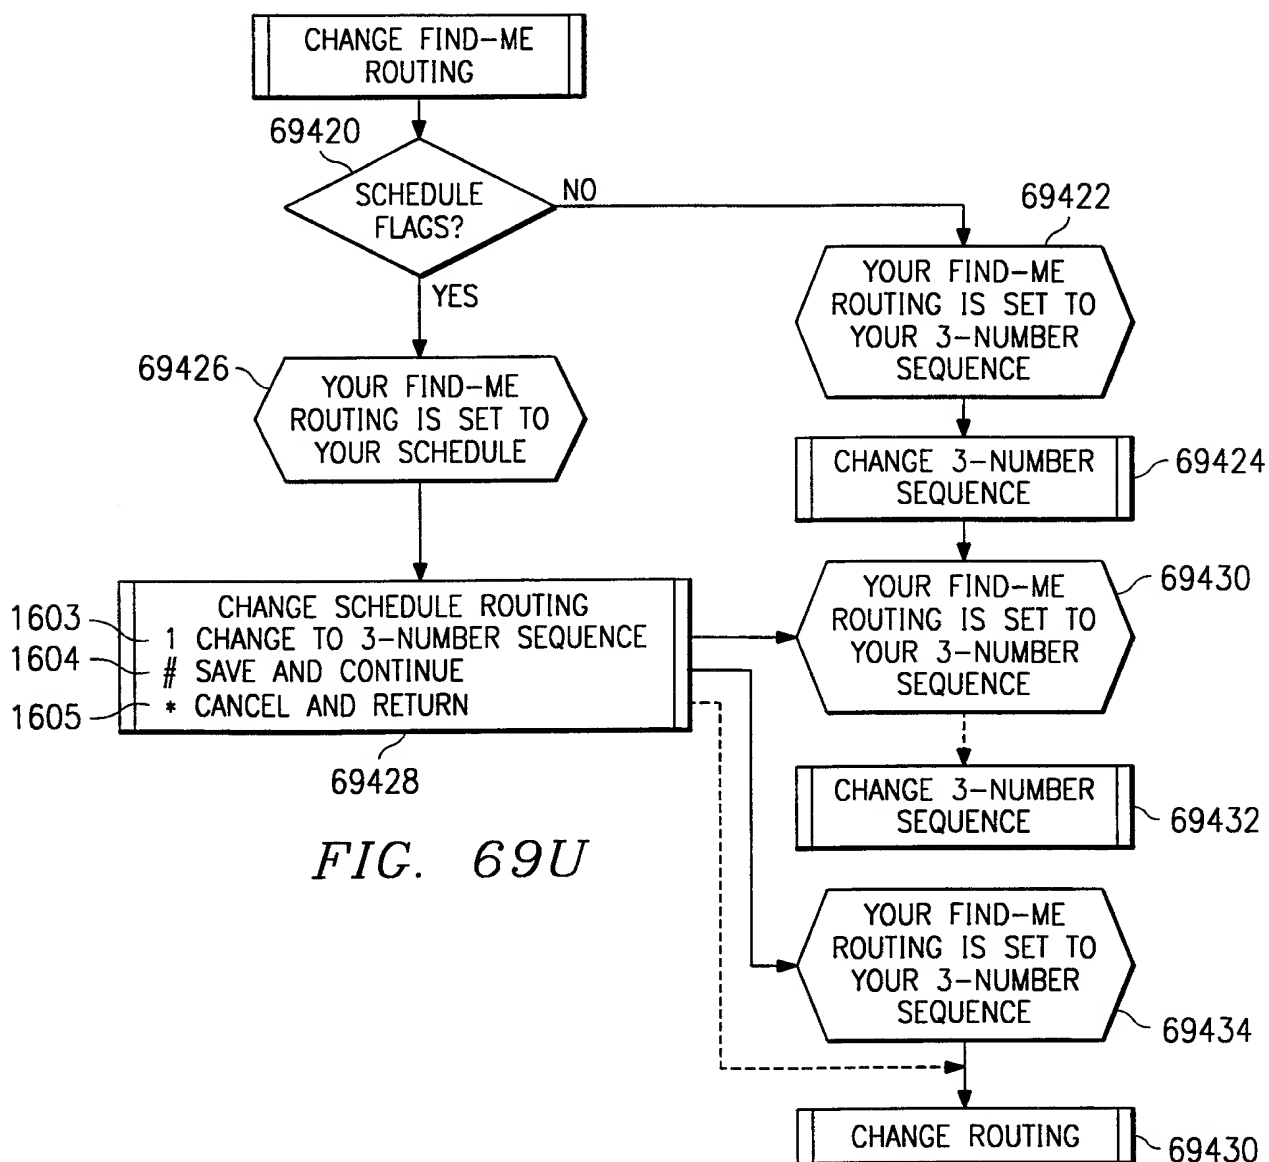 CHANGE FIND-ME
ROUTING
69420
SCHEDULE
FLAGS?
NO
YES
69422
YOUR FIND-ME
ROUTING IS SET TO
YOUR 3-NUMBER
SEQUENCE
69426
YOUR FIND-ME
ROUTING IS SET TO
YOUR SCHEDULE
CHANGE 3-NUMBER
SEQUENCE
69424
CHANGE SCHEDULE ROUTING
1603
1 CHANGE TO 3-NUMBER SEQUENCE
1604
# SAVE AND CONTINUE
1605
* CANCEL AND RETURN
69428
YOUR FIND-ME
ROUTING IS SET TO
YOUR 3-NUMBER
SEQUENCE
69430
CHANGE 3-NUMBER
SEQUENCE
69432
FIG. 69U
YOUR FIND-ME
ROUTING IS SET TO
YOUR 3-NUMBER
SEQUENCE
69434
CHANGE ROUTING
69430